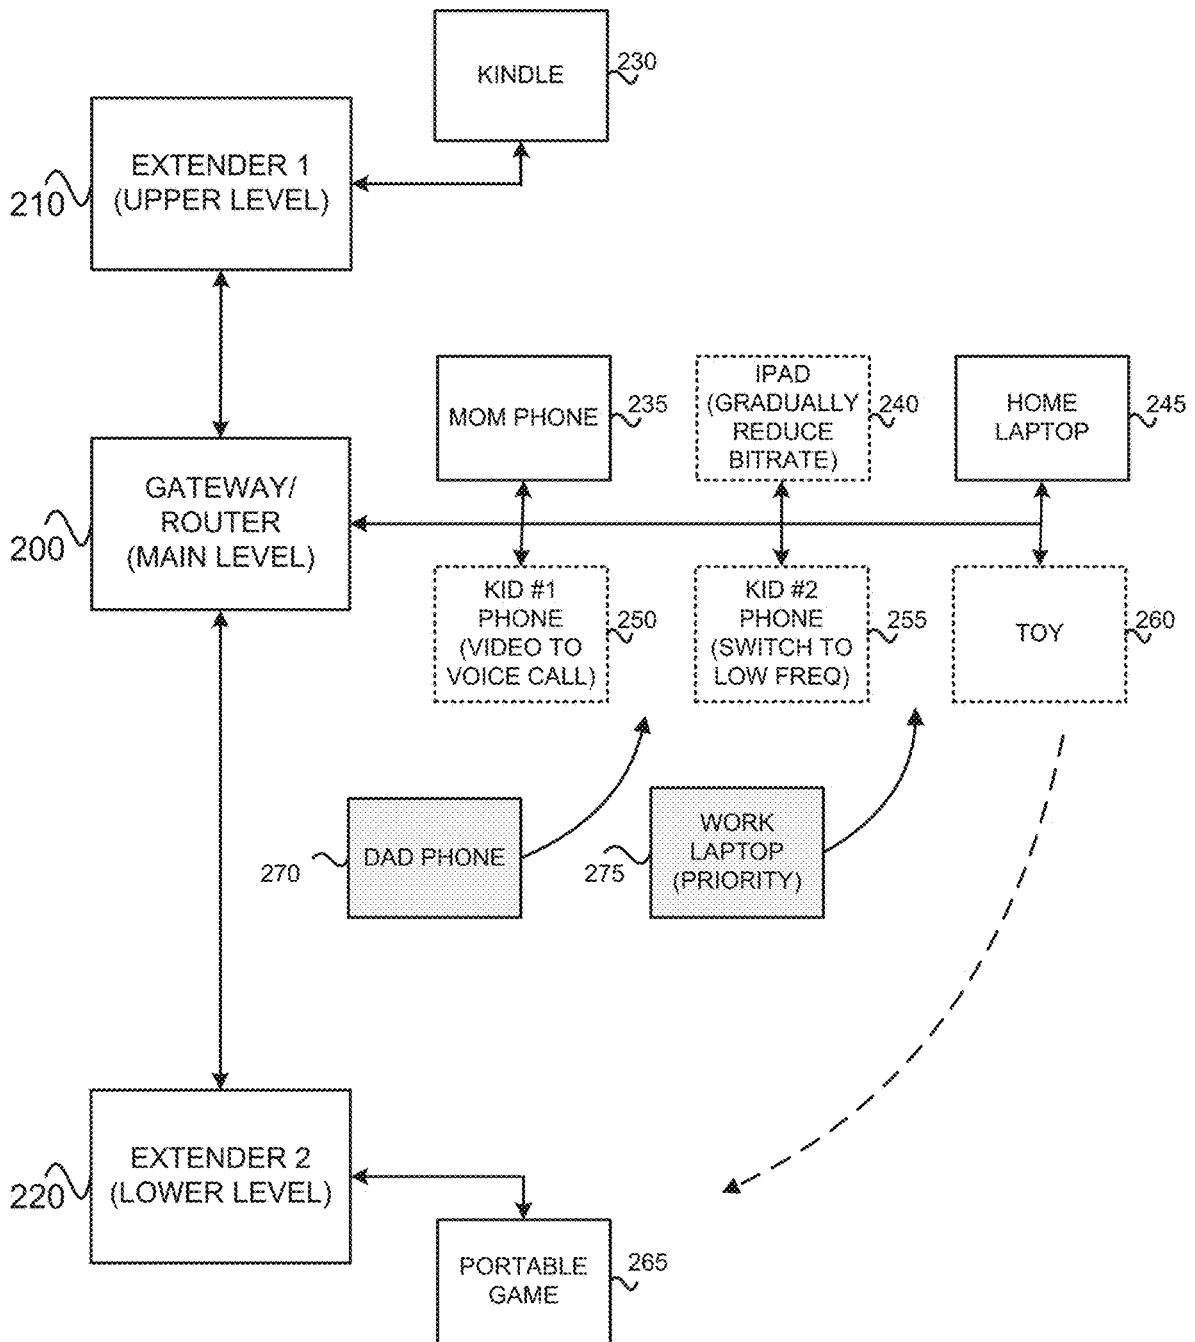 KINDLE
230
EXTENDER 1
(UPPER LEVEL)
210
MOM PHONE
235
IPAD
(GRADUALLY
REDUCE
BITRATE)
240
HOME
LAPTOP
245
GATEWAY/
ROUTER
(MAIN LEVEL)
200
KID #1
PHONE
(VIDEO TO
VOICE CALL)
250
KID #2
PHONE
(SWITCH TO
LOW FREQ)
255
TOY
260
DAD PHONE
270
WORK
LAPTOP
(PRIORITY)
275
EXTENDER 2
(LOWER LEVEL)
220
PORTABLE
GAME
265